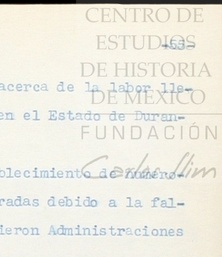 CENTRO DE
ESTUDIOS
-65-
DE HISTORIA
acerca de la labor lle-
DE MÉXICO
en el Estado de Duran-
FUNDACIÓN
Carlos Slim
blecimiento de numero-
radas debido a la fal-
ieron Administraciones